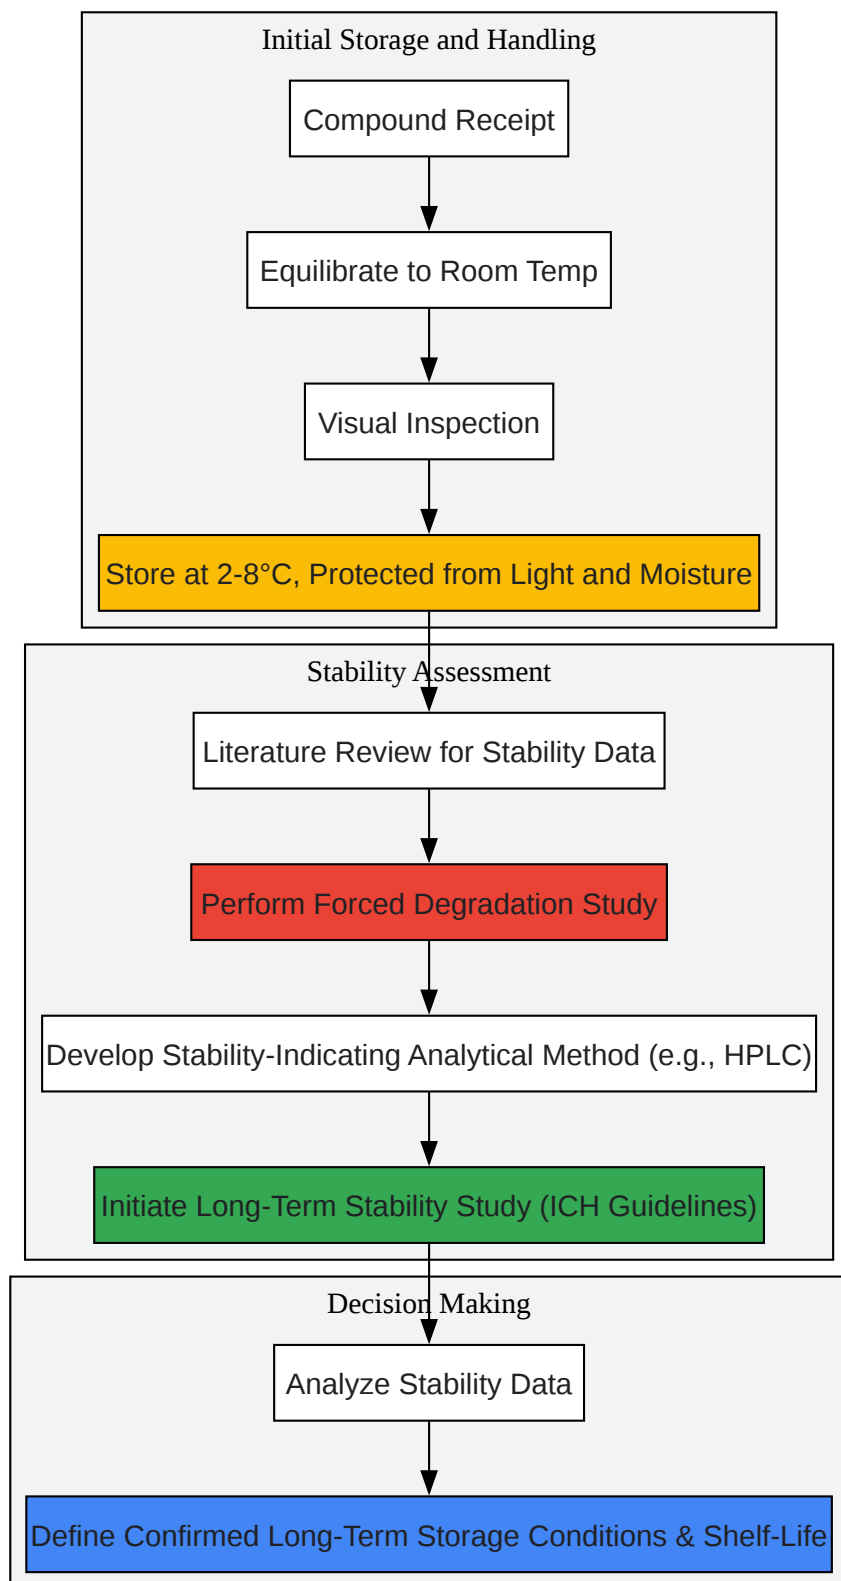 Initial Storage and Handling
Compound Receipt
Equilibrate to Room Temp
Visual Inspection
Store at 2-8°C, Protected from Light and Moisture
Stability Assessment
Literature Review for Stability Data
Perform Forced Degradation Study
Develop Stability-Indicating Analytical Method (e.g., HPLC)
Initiate Long-Term Stability Study (ICH Guidelines)
Decision Making
Analyze Stability Data
Define Confirmed Long-Term Storage Conditions & Shelf-Life